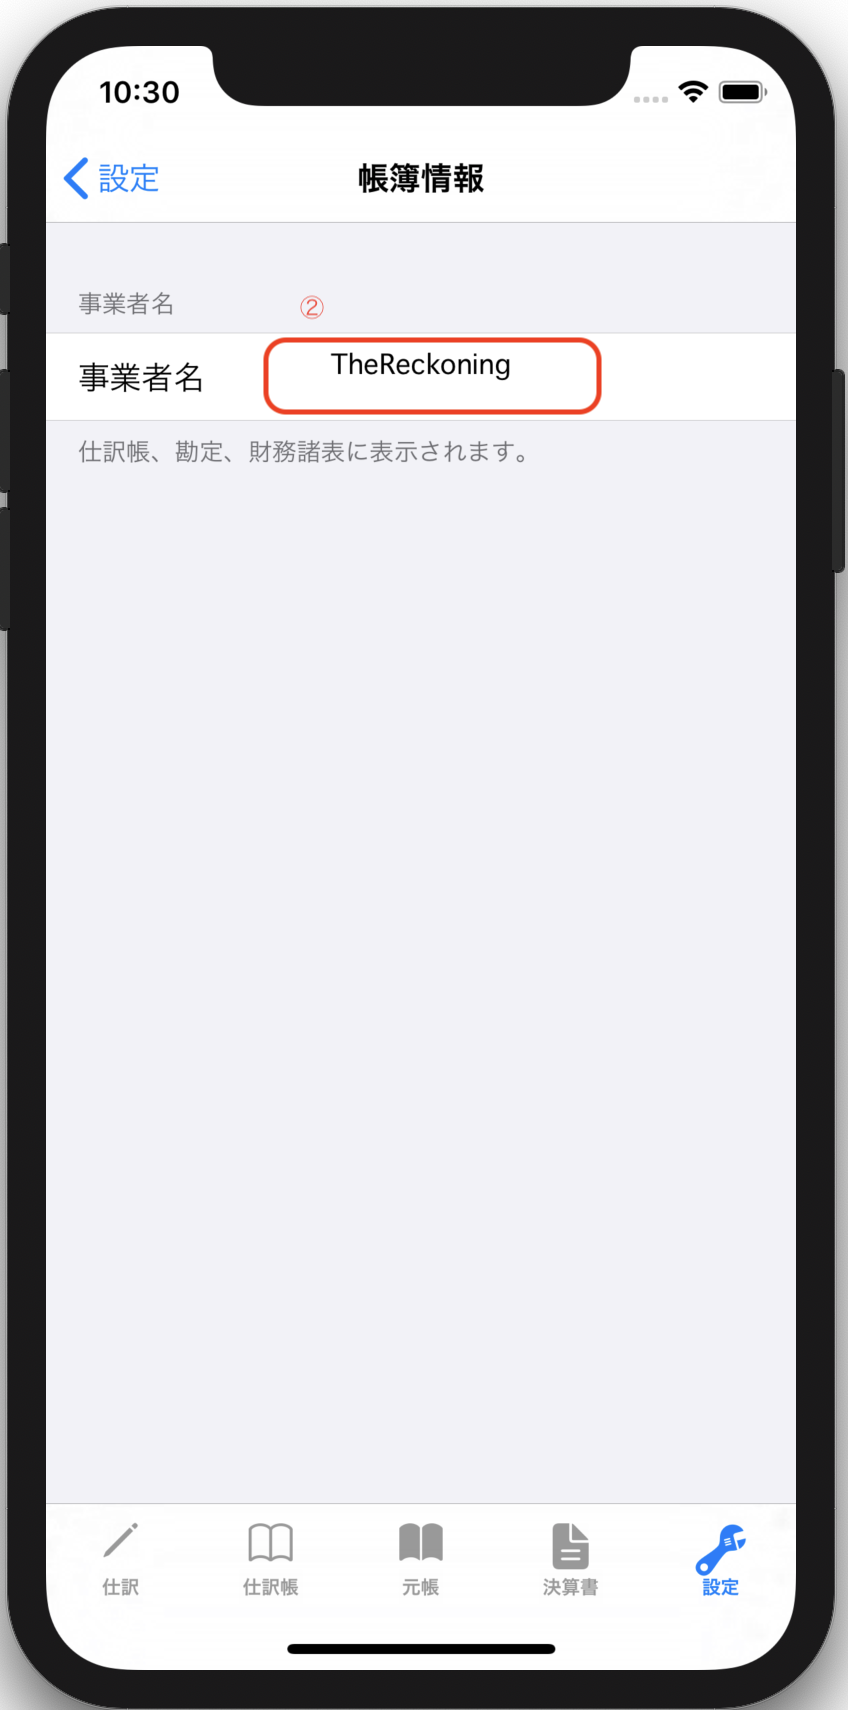 10:30
設定
帳簿情報
事業者名
②
事業者名
TheReckoning
仕訳帳、勘定、財務諸表に表示されます。
仕訳
仕訳帳
元帳
決算書
設定